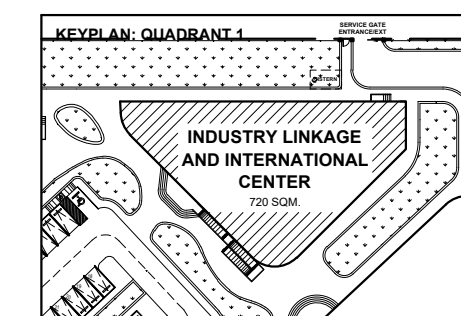 SERVICE GATE
ENTRANCE/EXT
KEYPLAN: QUADRANT 1
CISTERN
INDUSTRY LINKAGE
AND INTERNATIONAL
CENTER
720 SQM.